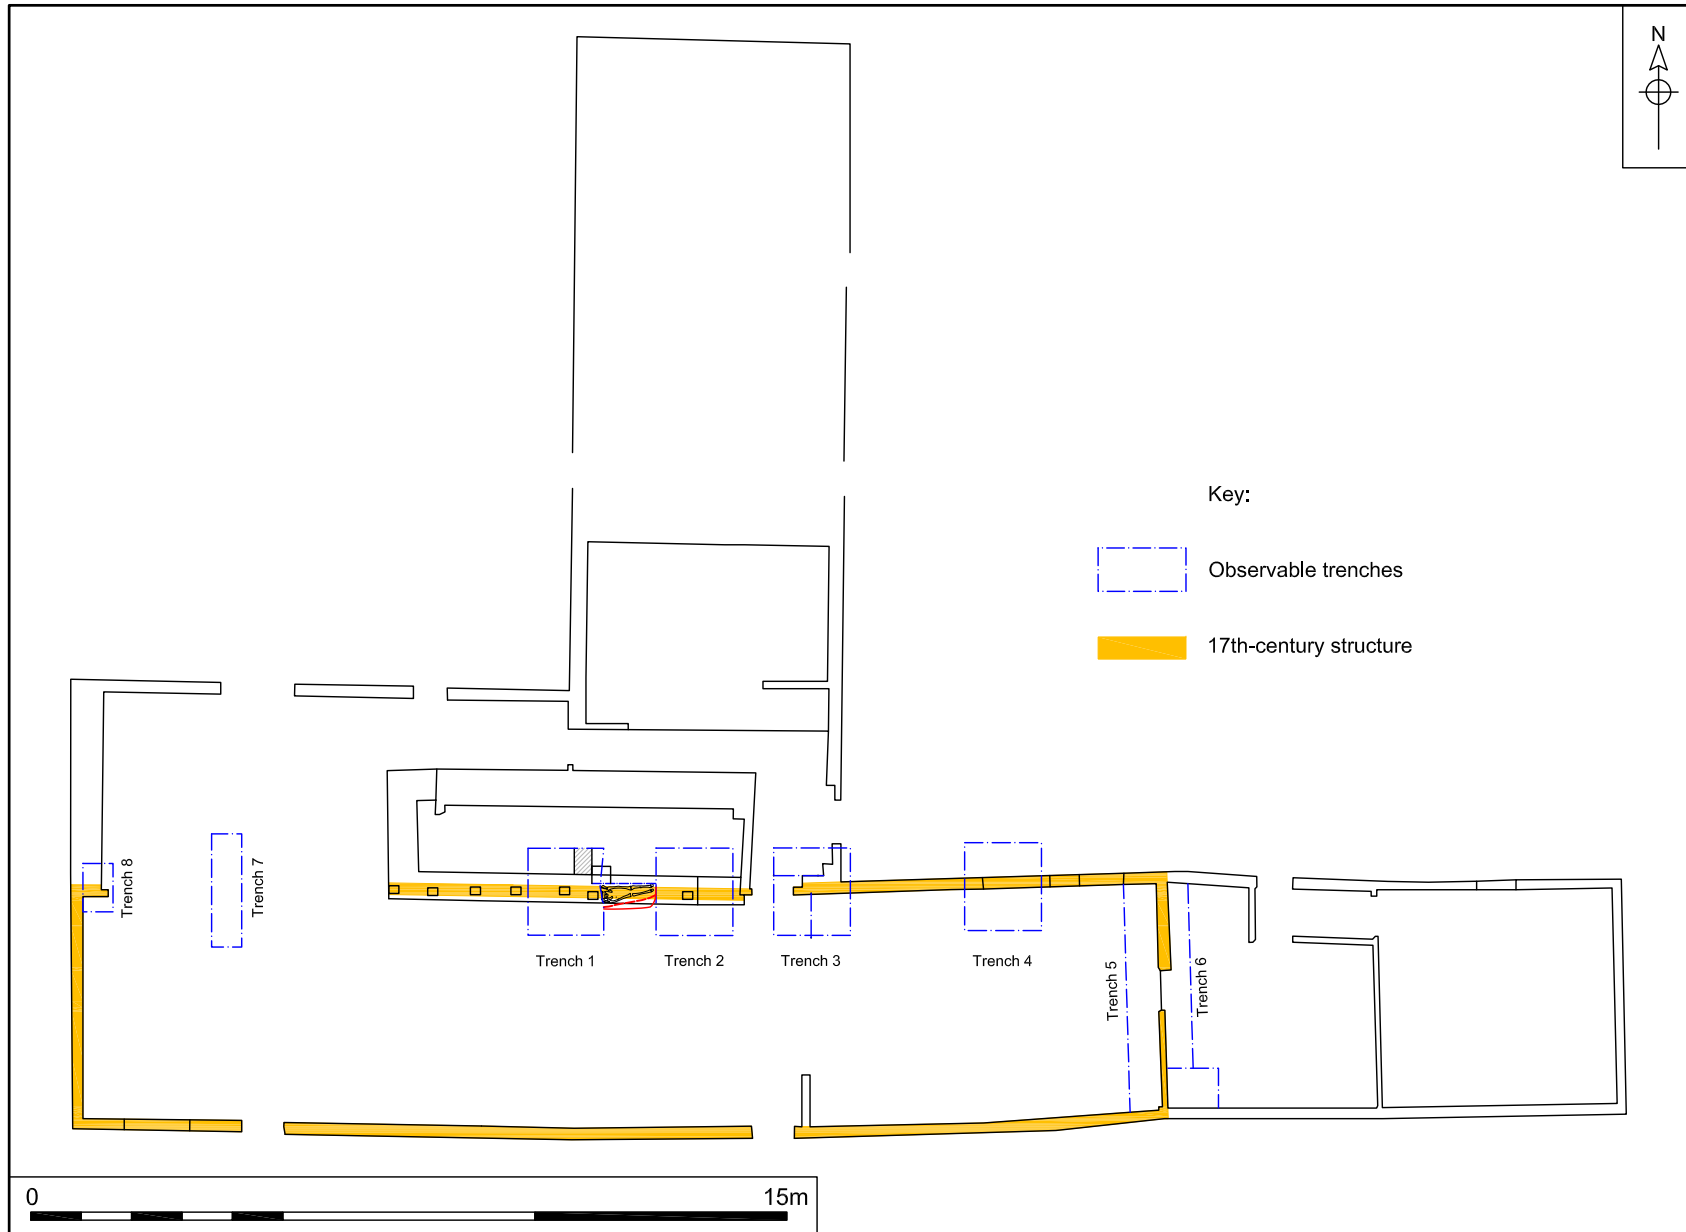 N
Key:
Observable trenches
17th-century structure
Trench 8
Trench 7
Trench 1
Trench 2
Trench 3
Trench 4
Trench 5
Trench 6
0 15m